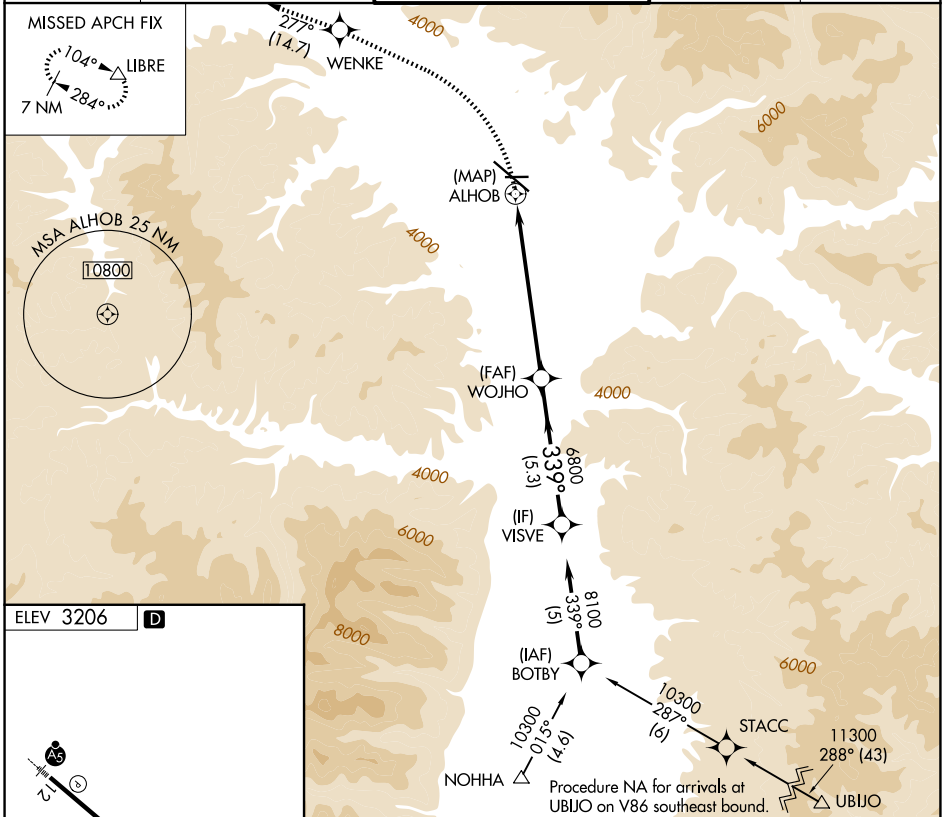 MISSED APCH FIX
104°
LIBRE
7 NM
284°
277°
(14.7)
WENKE
4000
6000
(MAP)
ALHOB
MSA ALHOB 25 NM
10800
4000
(FAF)
WOJHO
4000
6800
339°
(5.3)
4000
(IF)
VISVE
6000
8100
339°
(5)
ELEV 3206
D
8000
(IAF)
BOTBY
6000
10300
287°
(6)
STACC
10300
015°
(4.6)
11300
288° (43)
NOHHA
Procedure NA for arrivals at
UBIJO on V86 southeast bound.
UBIJO
A5
P
12